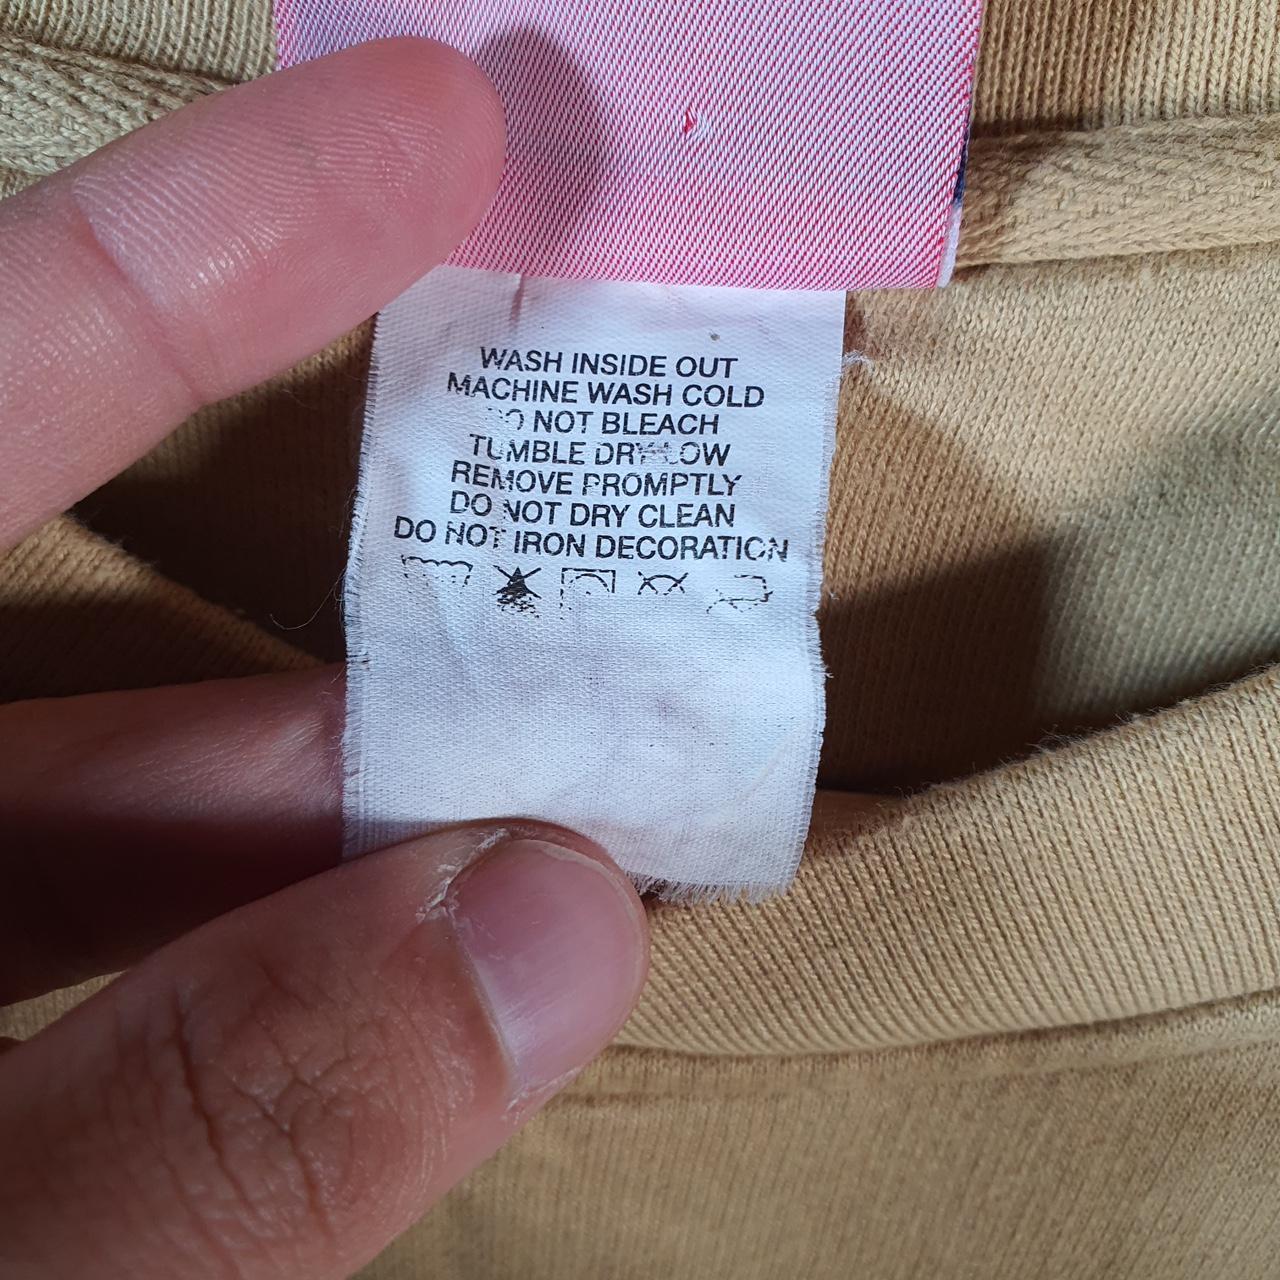 WASH INSIDE OUT
MACHINE WASH COLD
DO NOT BLEACH
TUMBLE DRY LOW
REMOVE PROMPTLY
DO NOT DRY CLEAN
DO NOT IRON DECORATION